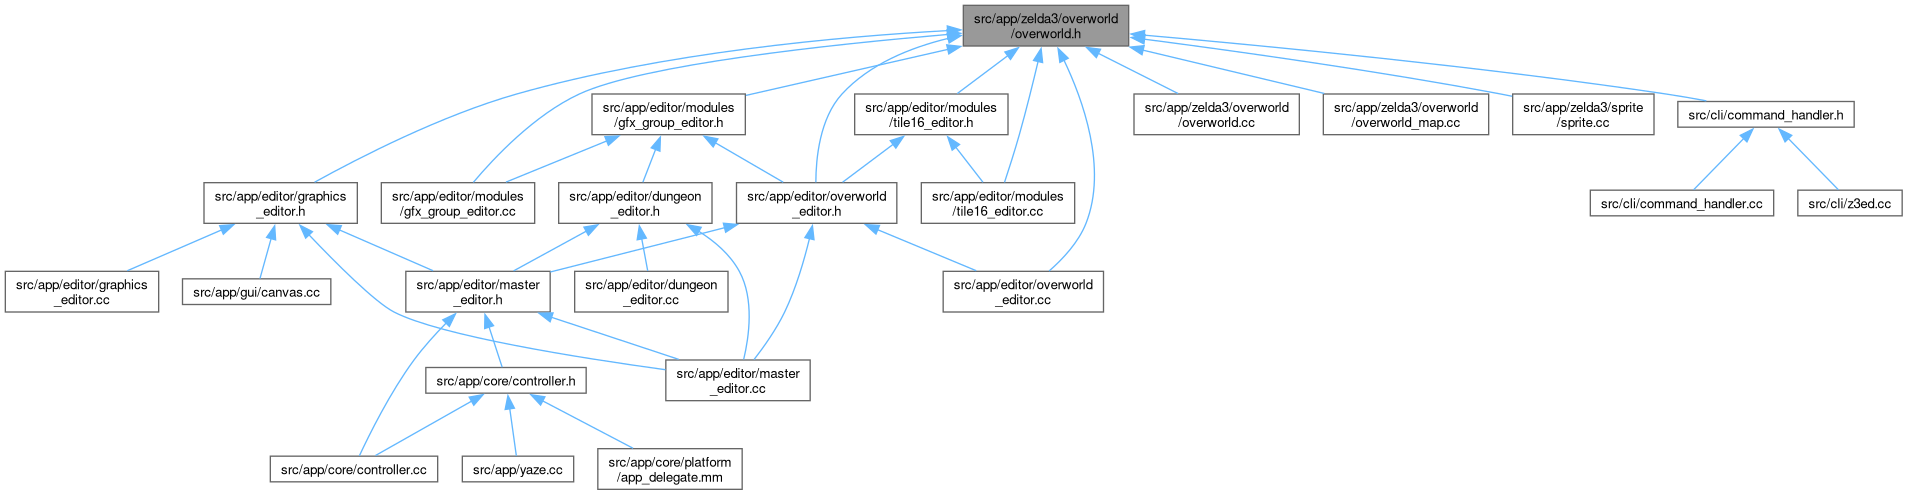 src/app/zelda3/overworld
/overworld.h
src/app/editor/modules
/gfx_group_editor.h
src/app/editor/modules
/tile16_editor.h
src/app/zelda3/overworld
/overworld.cc
src/app/zelda3/overworld
/overworld_map.cc
src/app/zelda3/sprite
/sprite.cc
src/cli/command_handler.h
src/app/editor/graphics
_editor.h
src/app/editor/modules
/gfx_group_editor.cc
src/app/editor/dungeon
_editor.h
src/app/editor/overworld
_editor.h
src/app/editor/modules
/tile16_editor.cc
src/cli/command_handler.cc
src/cli/z3ed.cc
src/app/editor/graphics
_editor.cc
src/app/gui/canvas.cc
src/app/editor/master
_editor.h
src/app/editor/dungeon
_editor.cc
src/app/editor/overworld
_editor.cc
src/app/core/controller.h
src/app/editor/master
_editor.cc
src/app/core/controller.cc
src/app/yaze.cc
src/app/core/platform
/app_delegate.mm